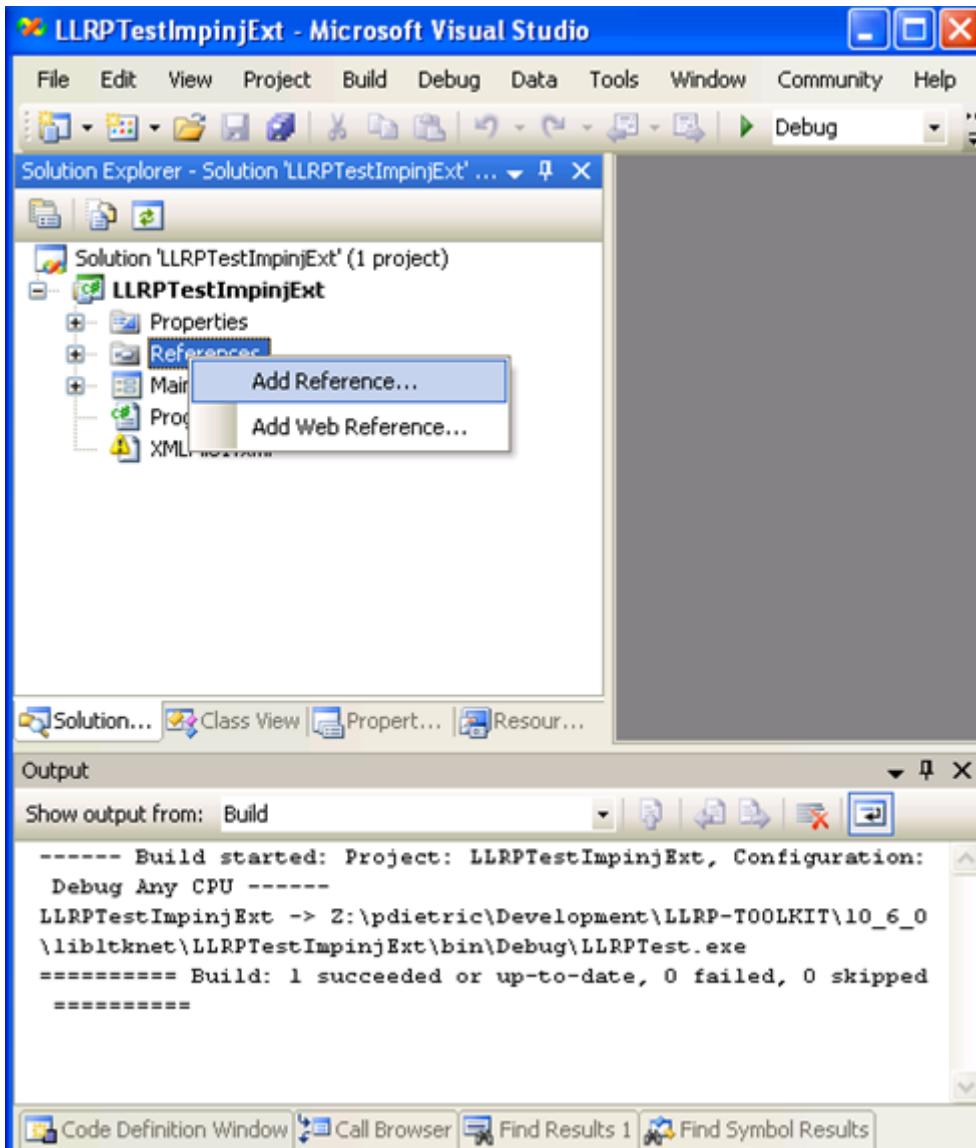 LLRPTestImpinjExt - Microsoft Visual Studio
File Edit View Project Build Debug Data Tools Window Community Help
Debug
Solution Explorer - Solution 'LLRPTestImpinjExt' ...
Solution 'LLRPTestImpinjExt' (1 project)
LLRPTestImpinjExt
Properties
References
Add Reference...
Add Web Reference...
Solution... Class View Propert... Resour...
Output
Show output from: Build
------ Build started: Project: LLRPTestImpinjExt, Configuration:
Debug Any CPU ------
LLRPTestImpinjExt -> Z:\pdietric\Development\LLRP-TOOLKIT\10_6_0
\libltknet\LLRPTestImpinjExt\bin\Debug\LLRPTest.exe
========== Build: 1 succeeded or up-to-date, 0 failed, 0 skipped
==========
Code Definition Window Call Browser Find Results 1 Find Symbol Results